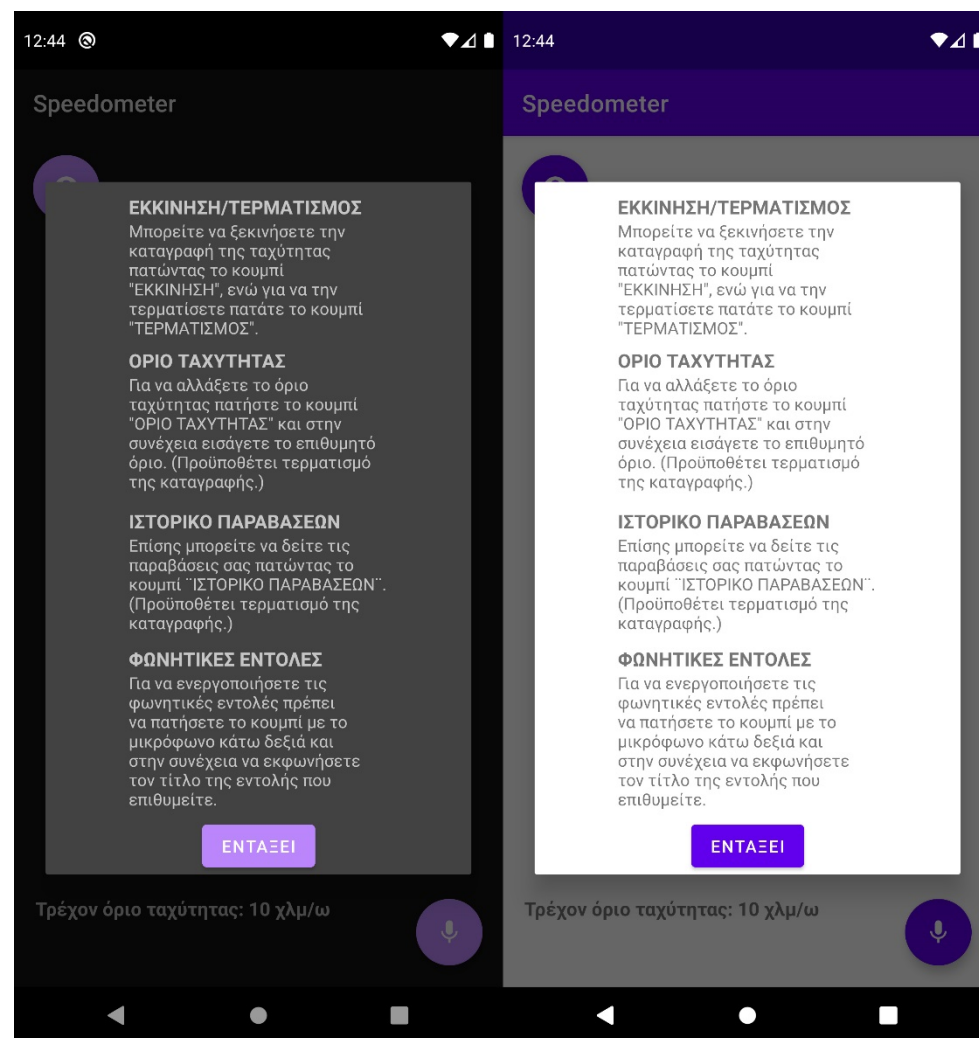 12:44
Speedometer
ΕΚΚΙΝΗΣΗ/ΤΕΡΜΑΤΙΣΜΟΣ
Μπορείτε να ξεκινήσετε την
καταγραφή της ταχύτητας
πατώντας το κουμπί
"ΕΚΚΙΝΗΣΗ", ενώ για να την
τερματίσετε πατάτε το κουμπί
"ΤΕΡΜΑΤΙΣΜΟΣ".
ΟΡΙΟ ΤΑΧΥΤΗΤΑΣ
Για να αλλάξετε το όριο
ταχύτητας πατήστε το κουμπί
"ΟΡΙΟ ΤΑΧΥΤΗΤΑΣ" και στην
συνέχεια εισάγετε το επιθυμητό
όριο. (Προϋποθέτει τερματισμό
της καταγραφής.)
ΙΣΤΟΡΙΚΟ ΠΑΡΑΒΑΣΕΩΝ
Επίσης μπορείτε να δείτε τις
παραβάσεις σας πατώντας το
κουμπί ¨ΙΣΤΟΡΙΚΟ ΠΑΡΑΒΑΣΕΩΝ¨.
(Προϋποθέτει τερματισμό της
καταγραφής.)
ΦΩΝΗΤΙΚΕΣ ΕΝΤΟΛΕΣ
Για να ενεργοποιήσετε τις
φωνητικές εντολές πρέπει
να πατήσετε το κουμπί με το
μικρόφωνο κάτω δεξιά και
στην συνέχεια να εκφωνήσετε
τον τίτλο της εντολής που
επιθυμείτε.
ΕΝΤΑΞΕΙ
Τρέχον όριο ταχύτητας: 10 χλμ/ω
12:44
Speedometer
ΕΚΚΙΝΗΣΗ/ΤΕΡΜΑΤΙΣΜΟΣ
Μπορείτε να ξεκινήσετε την
καταγραφή της ταχύτητας
πατώντας το κουμπί
"ΕΚΚΙΝΗΣΗ", ενώ για να την
τερματίσετε πατάτε το κουμπί
"ΤΕΡΜΑΤΙΣΜΟΣ".
ΟΡΙΟ ΤΑΧΥΤΗΤΑΣ
Για να αλλάξετε το όριο
ταχύτητας πατήστε το κουμπί
"ΟΡΙΟ ΤΑΧΥΤΗΤΑΣ" και στην
συνέχεια εισάγετε το επιθυμητό
όριο. (Προϋποθέτει τερματισμό
της καταγραφής.)
ΙΣΤΟΡΙΚΟ ΠΑΡΑΒΑΣΕΩΝ
Επίσης μπορείτε να δείτε τις
παραβάσεις σας πατώντας το
κουμπί ¨ΙΣΤΟΡΙΚΟ ΠΑΡΑΒΑΣΕΩΝ¨.
(Προϋποθέτει τερματισμό της
καταγραφής.)
ΦΩΝΗΤΙΚΕΣ ΕΝΤΟΛΕΣ
Για να ενεργοποιήσετε τις
φωνητικές εντολές πρέπει
να πατήσετε το κουμπί με το
μικρόφωνο κάτω δεξιά και
στην συνέχεια να εκφωνήσετε
τον τίτλο της εντολής που
επιθυμείτε.
ΕΝΤΑΞΕΙ
Τρέχον όριο ταχύτητας: 10 χλμ/ω